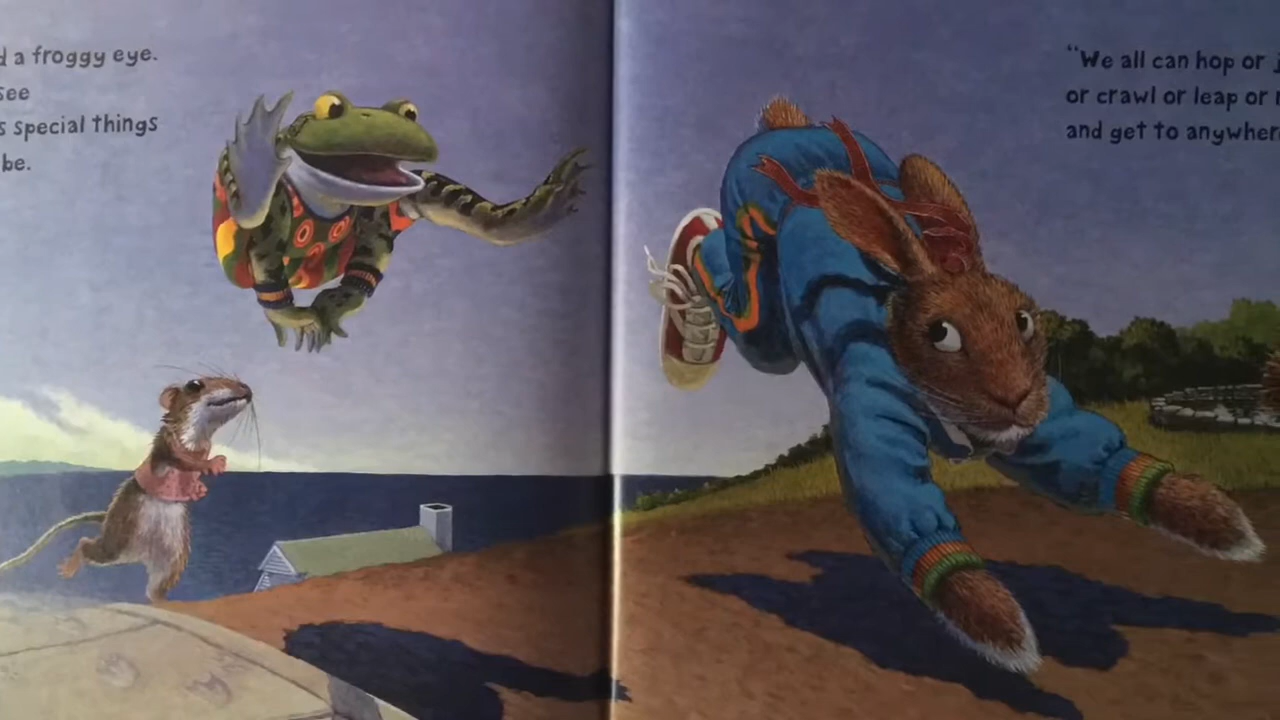 a froggy eye.
see
special things
be.
"We all can hop or
or crawl or leap or
and get to